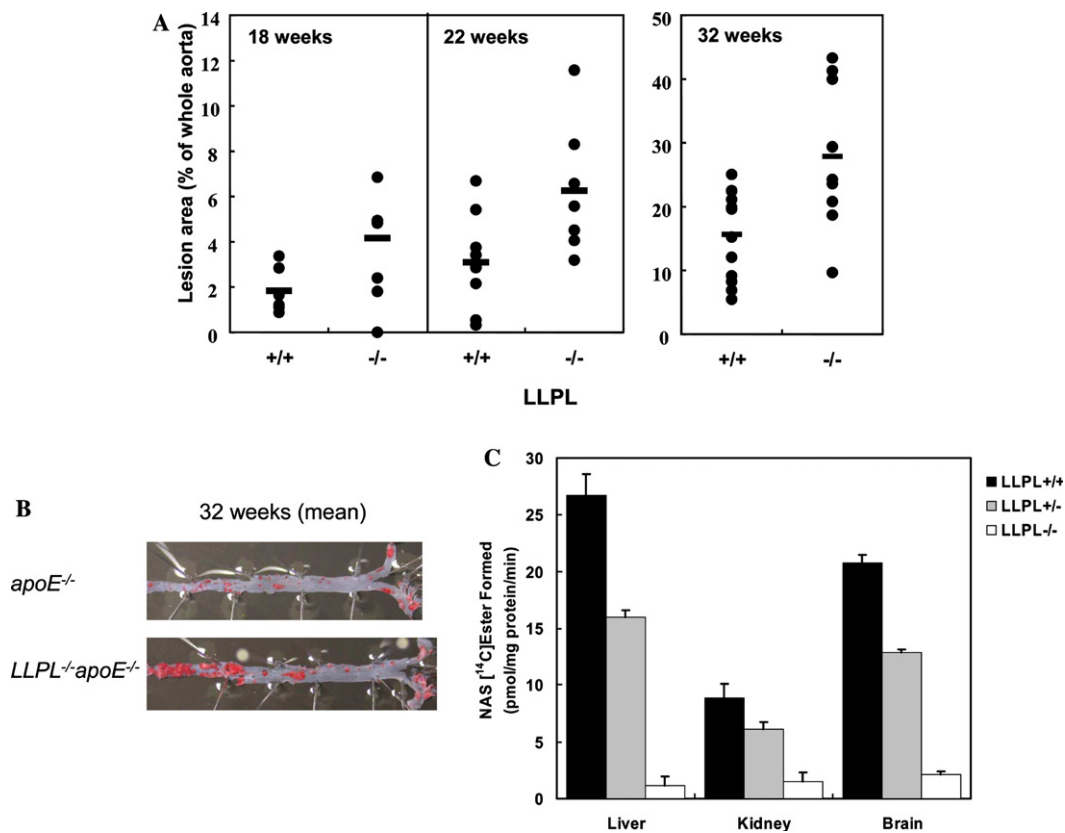 A
Lesion area (% of whole aorta)
14
12
10
8
6
4
2
0
18 weeks
22 weeks
+/+
-/-
+/+
-/-
50
40
30
20
10
0
32 weeks
+/+
-/-
LLPL
B
32 weeks (mean)
apoE-/-
LLPL-/-apoE-/-
C
NAS [14C]Ester Formed
(pmol/mg protein/min)
30
25
20
15
10
5
0
Liver
Kidney
Brain
LLPL+/+
LLPL+/-
LLPL-/-